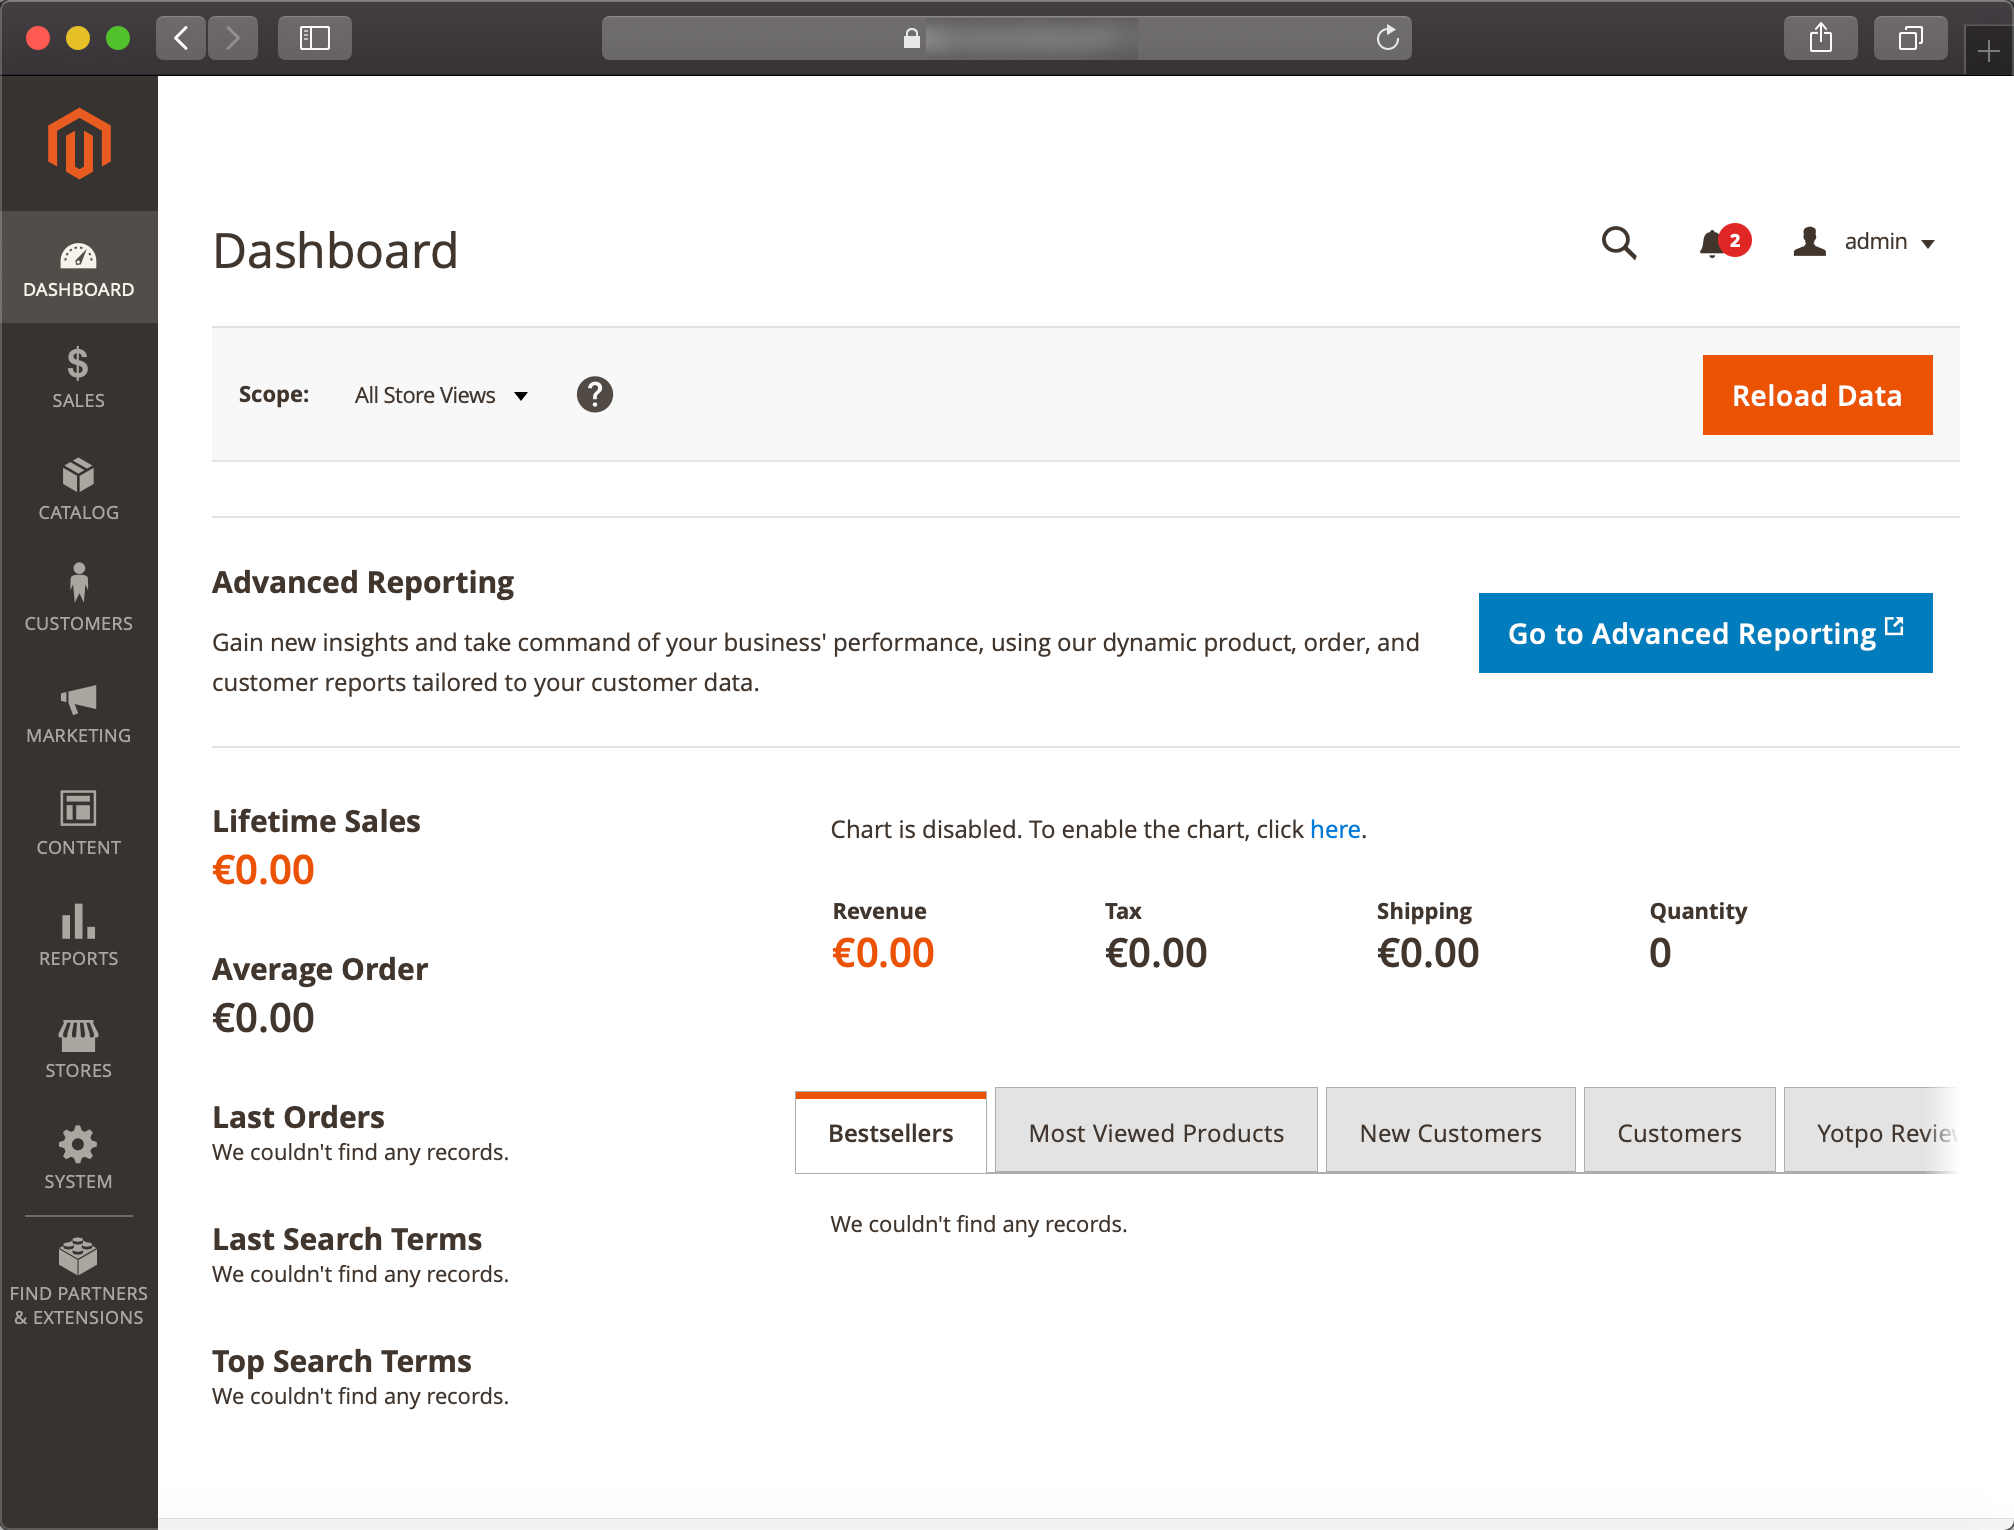 DASHBOARD
SALES
CATALOG
CUSTOMERS
MARKETING
CONTENT
REPORTS
STORES
SYSTEM
FIND PARTNERS
& EXTENSIONS
Dashboard
2
admin
Scope: All Store Views ?
Reload Data
Advanced Reporting
Gain new insights and take command of your business' performance, using our dynamic product, order, and
customer reports tailored to your customer data.
Go to Advanced Reporting
Lifetime Sales
€0.00
Average Order
€0.00
Last Orders
We couldn't find any records.
Last Search Terms
We couldn't find any records.
Top Search Terms
We couldn't find any records.
Chart is disabled. To enable the chart, click here.
Revenue Tax Shipping Quantity
€0.00 €0.00 €0.00 0
Bestsellers Most Viewed Products New Customers Customers Yotpo Review
We couldn't find any records.